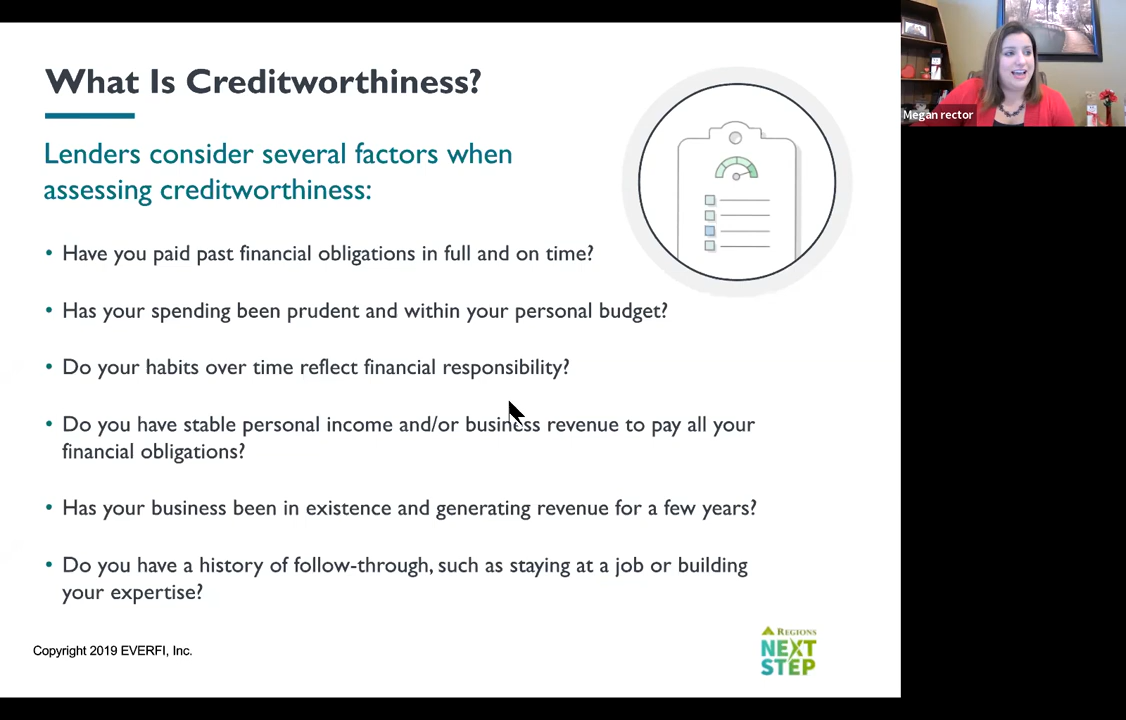 What Is Creditworthiness?
Lenders consider several factors when
assessing creditworthiness:
• Have you paid past financial obligations in full and on time?
• Has your spending been prudent and within your personal budget?
• Do your habits over time reflect financial responsibility?
• Do you have stable personal income and/or business revenue to pay all your
financial obligations?
• Has your business been in existence and generating revenue for a few years?
• Do you have a history of follow-through, such as staying at a job or building
your expertise?
Copyright 2019 EVERFI, Inc.
REGIONS
NEXT
STEP
Megan rector